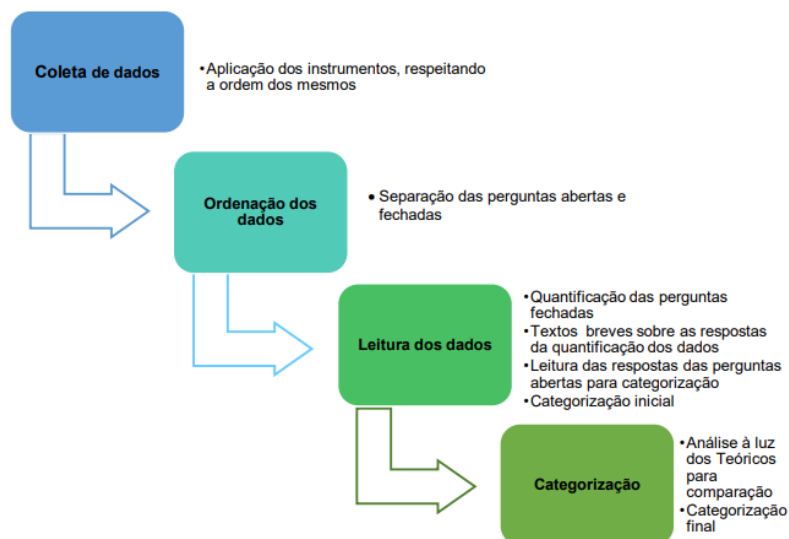 Coleta de dados
•Aplicação dos instrumentos, respeitando
a ordem dos mesmos
Ordenação dos
dados
• Separação das perguntas abertas e
fechadas
Leitura dos dados
•Quantificação das perguntas
fechadas
•Textos breves sobre as respostas
da quantificação dos dados
•Leitura das respostas das perguntas
abertas para categorização
•Categorização inicial
Categorização
•Análise à luz
dos Teóricos
para
comparação
•Categorização
final